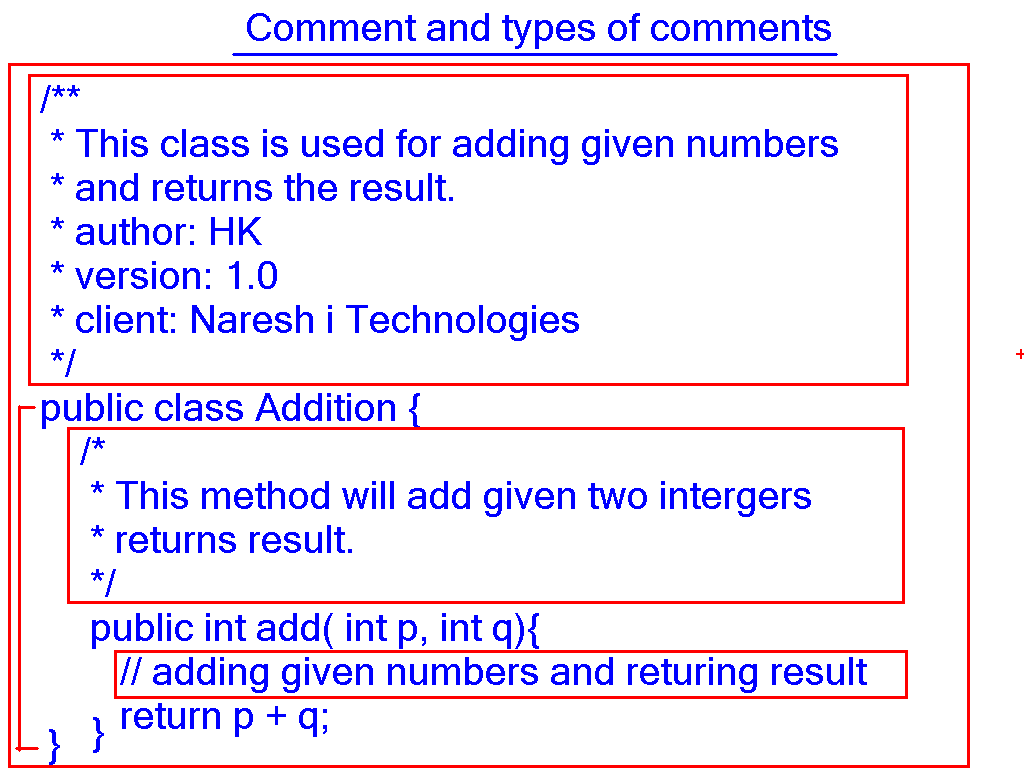 Comment and types of comments
/**
* This class is used for adding given numbers
* and returns the result.
* author: HK
* version: 1.0
* client: Naresh i Technologies
*/
public class Addition {
/*
* This method will add given two intergers
* returns result.
*/
public int add( int p, int q){
// adding given numbers and returing result
return p + q;
}
}